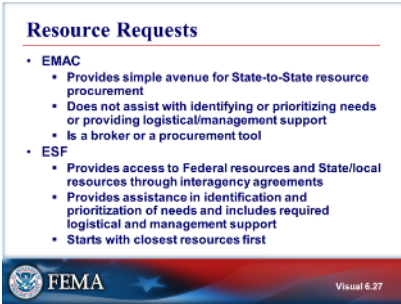 Resource Requests
• EMAC
▪ Provides simple avenue for State-to-State resource
procurement
▪ Does not assist with identifying or prioritizing needs
or providing logistical/management support
▪ Is a broker or a procurement tool
• ESF
▪ Provides access to Federal resources and State/local
resources through interagency agreements
▪ Provides assistance in identification and
prioritization of needs and includes required
logistical and management support
▪ Starts with closest resources first
FEMA
Visual 6.27